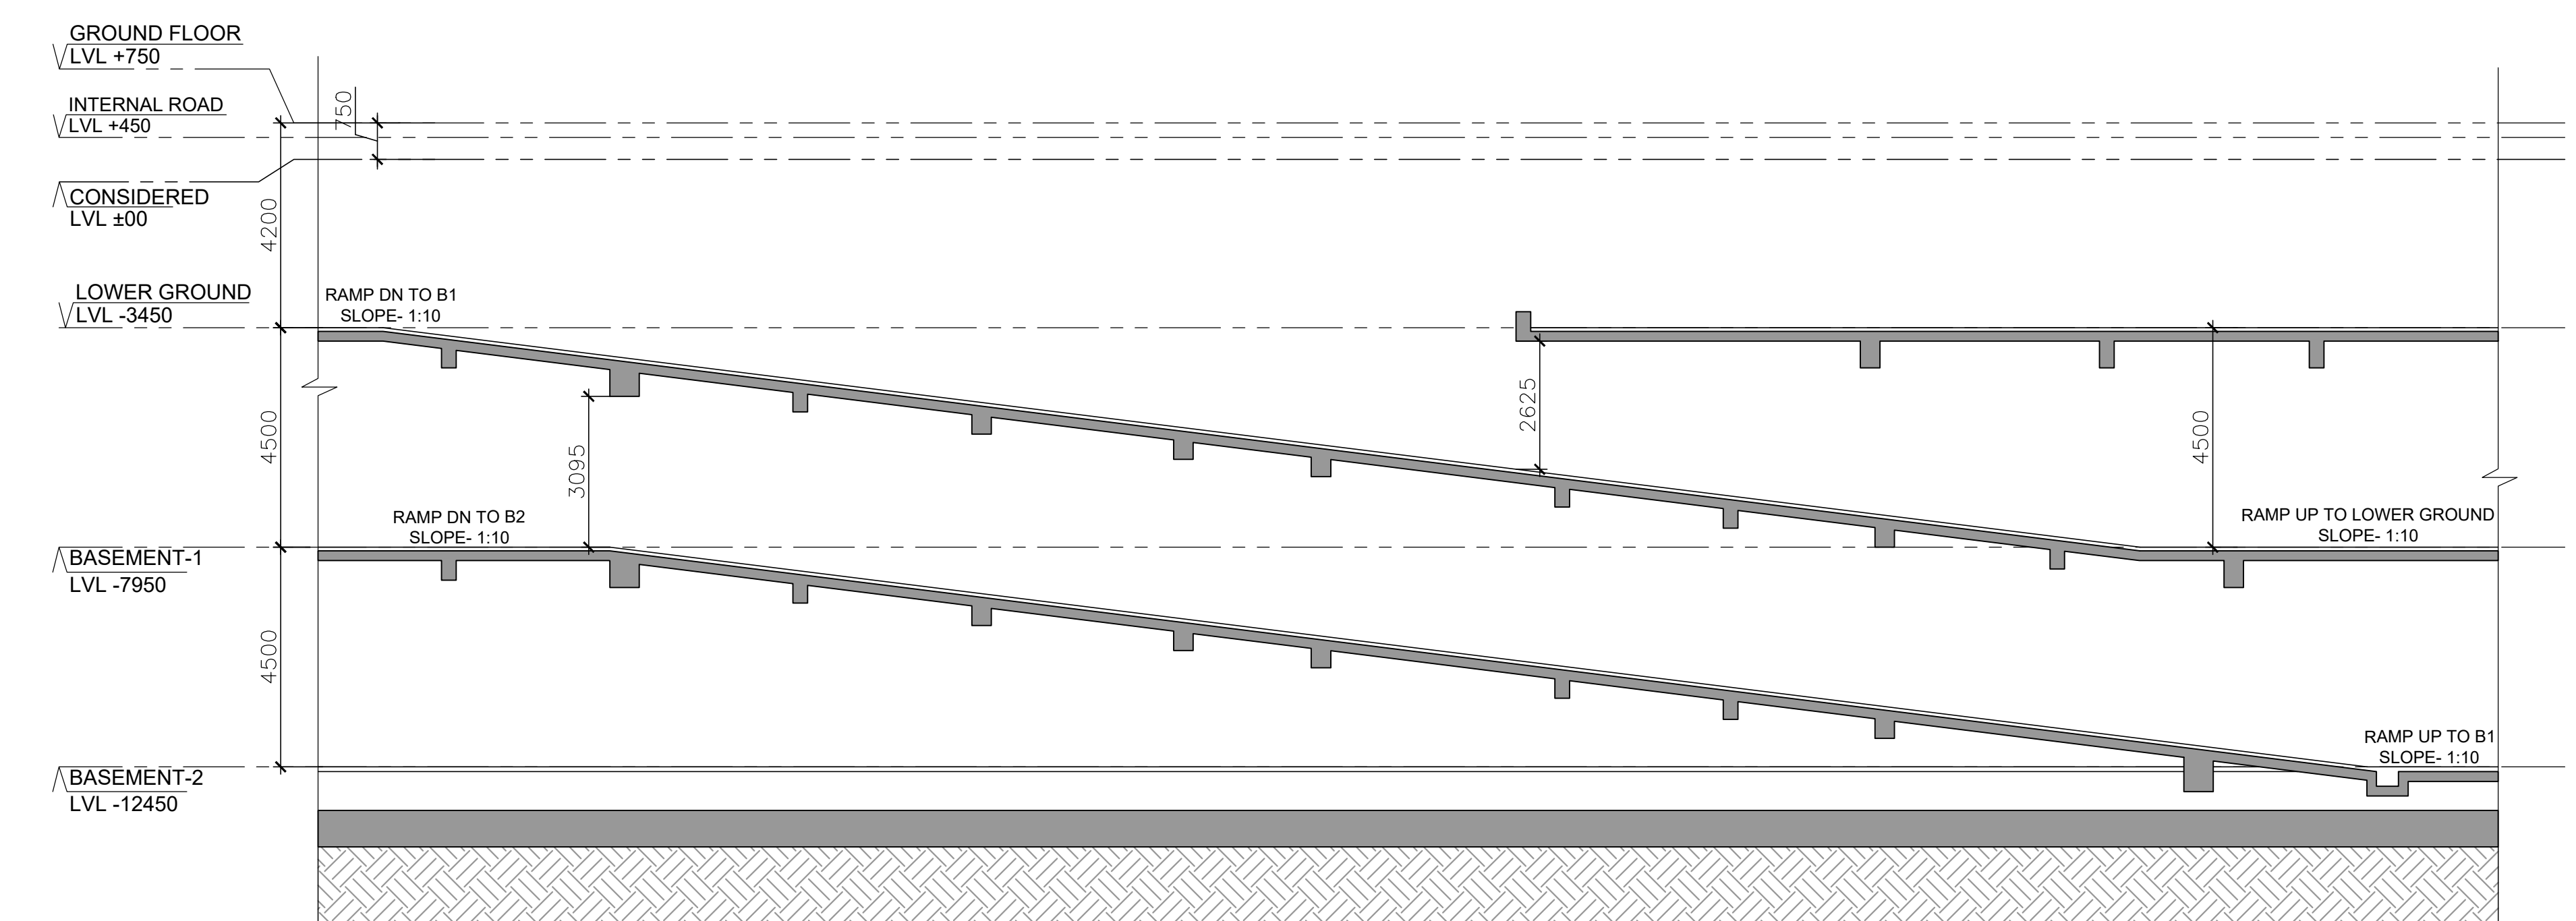 GROUND FLOOR
LVL +750
INTERNAL ROAD
LVL +450
750
CONSIDERED
LVL ±00
4200
LOWER GROUND
LVL -3450
RAMP DN TO B1
SLOPE- 1:10
4500
3095
2625
4500
RAMP DN TO B2
SLOPE- 1:10
RAMP UP TO LOWER GROUND
SLOPE- 1:10
BASEMENT-1
LVL -7950
4500
RAMP UP TO B1
SLOPE- 1:10
BASEMENT-2
LVL -12450